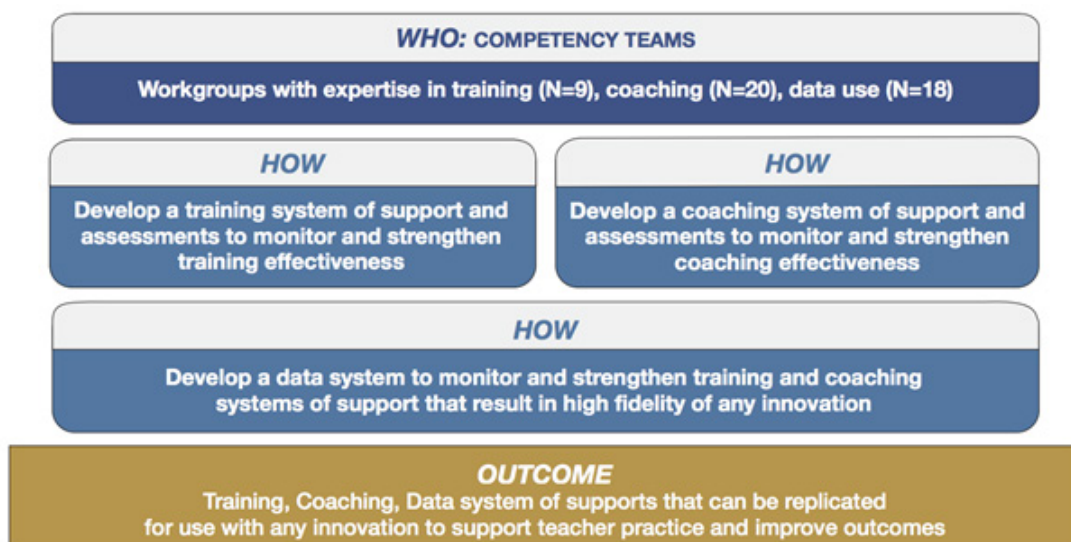 WHO: COMPETENCY TEAMS
Workgroups with expertise in training (N=9), coaching (N=20), data use (N=18)
HOW
Develop a training system of support and
assessments to monitor and strengthen
training effectiveness
HOW
Develop a coaching system of support and
assessments to monitor and strengthen
coaching effectiveness
HOW
Develop a data system to monitor and strengthen training and coaching
systems of support that result in high fidelity of any innovation
OUTCOME
Training, Coaching, Data system of supports that can be replicated
for use with any innovation to support teacher practice and improve outcomes